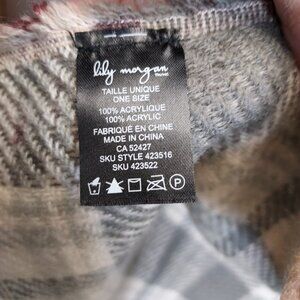 lily morgan
TAILLE UNIQUE
ONE SIZE
100% ACRYLIQUE
100% ACRYLIC
FABRIQUÉ EN CHINE
MADE IN CHINA
CA 52427
SKU STYLE 423516
SKU 423522
P